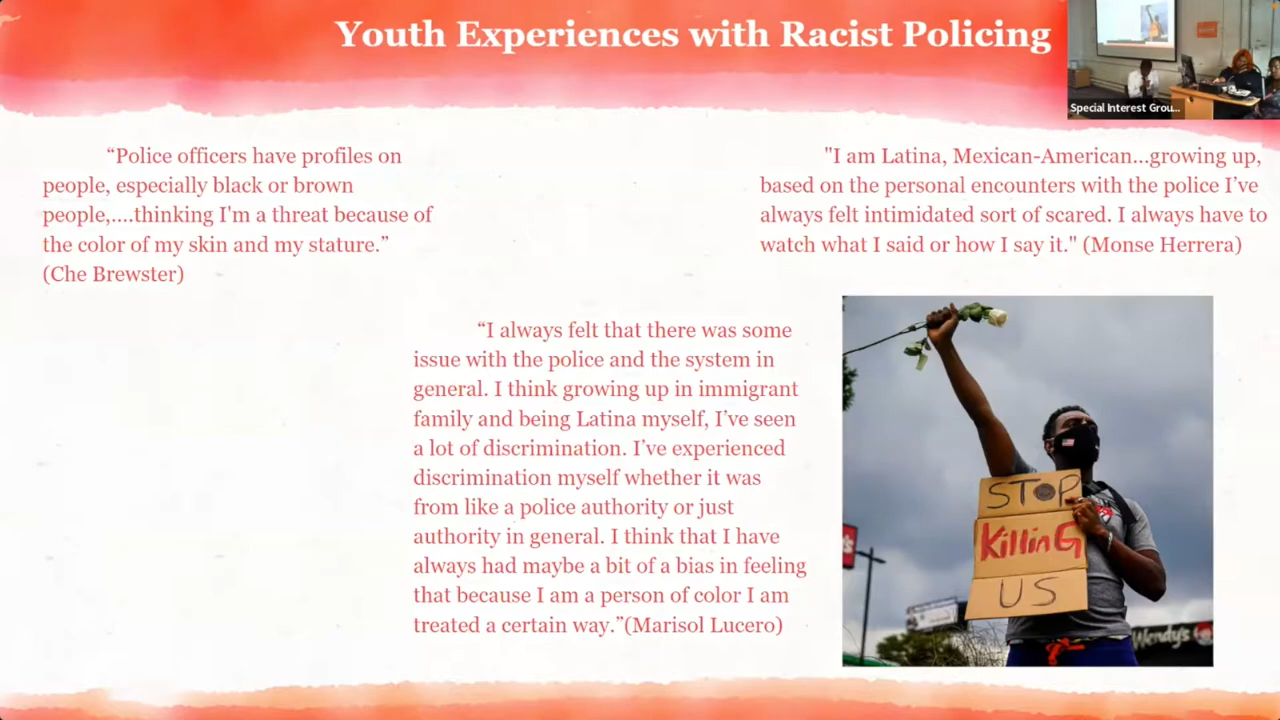 Youth Experiences with Racist Policing
Special Interest Grou...
“Police officers have profiles on
people, especially black or brown
people,....thinking I'm a threat because of
the color of my skin and my stature.”
(Che Brewster)
"I am Latina, Mexican-American...growing up,
based on the personal encounters with the police I’ve
always felt intimidated sort of scared. I always have to
watch what I said or how I say it." (Monse Herrera)
“I always felt that there was some
issue with the police and the system in
general. I think growing up in immigrant
family and being Latina myself, I’ve seen
a lot of discrimination. I’ve experienced
discrimination myself whether it was
from like a police authority or just
authority in general. I think that I have
always had maybe a bit of a bias in feeling
that because I am a person of color I am
treated a certain way.”(Marisol Lucero)
STOP
KillinG
US
Wendy's